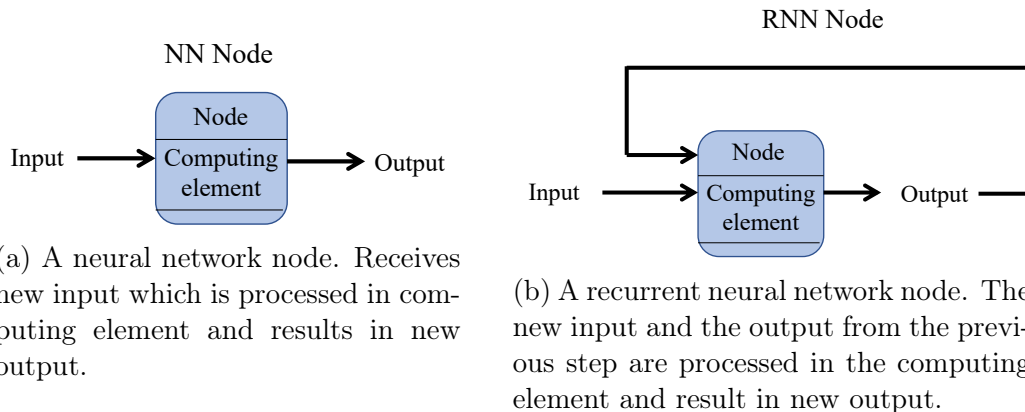 NN Node
Node
Input
Computing
element
Output
(a) A neural network node. Receives
new input which is processed in com-
puting element and results in new
output.
RNN Node
Node
Input
Computing
element
Output
(b) A recurrent neural network node. The
new input and the output from the previ-
ous step are processed in the computing
element and result in new output.